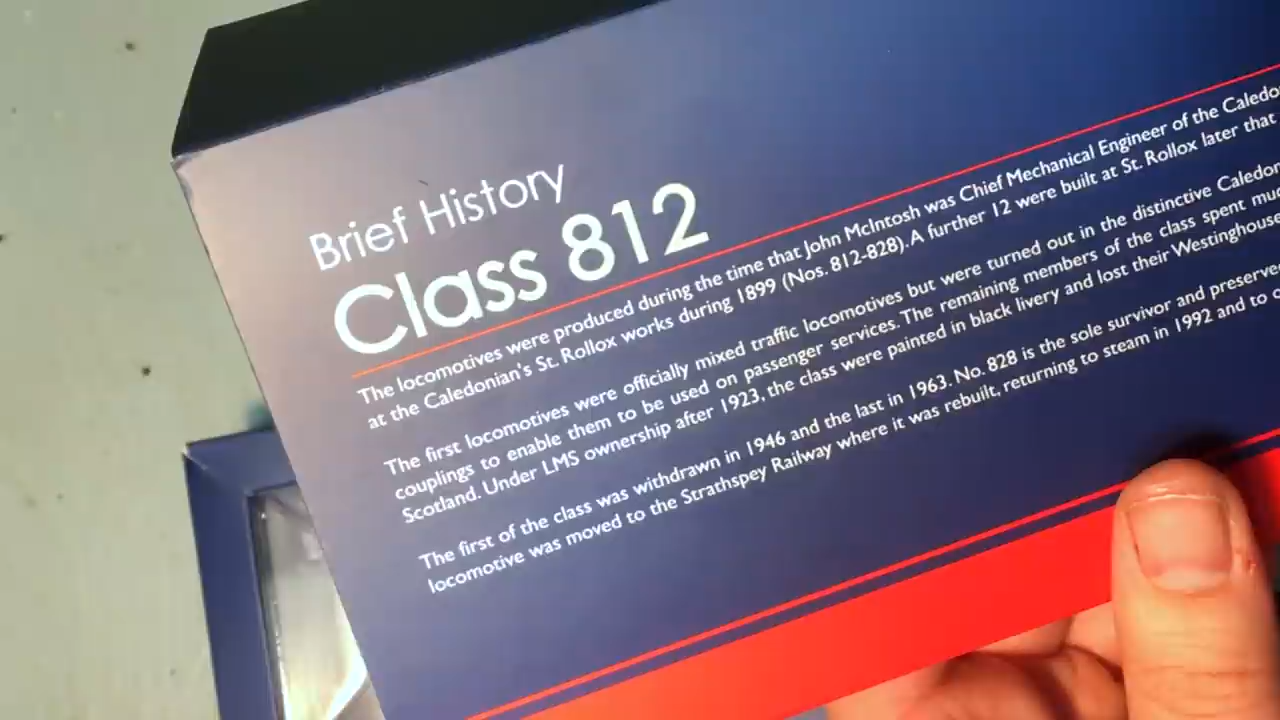 Brief History
Class 812
The locomotives were produced during the time that John McIntosh was Chief Mechanical Engineer of the
at the Caledonian's St. Rollox works during 1899 (Nos. 812-828). A further 12 were built at St. Rollox later that
The first locomotives were officially mixed traffic locomotives but were turned out in the distinctive
couplings to enable them to be used on passenger services. The remaining members of the class spent
Scotland. Under LMS ownership after 1923, the class were painted in black livery and lost their Westinghouse
The first of the class was withdrawn in 1946 and the last in 1963. No. 828 is the sole survivor and
locomotive was moved to the Strathspey Railway where it was rebuilt, returning to steam in 1992 and to